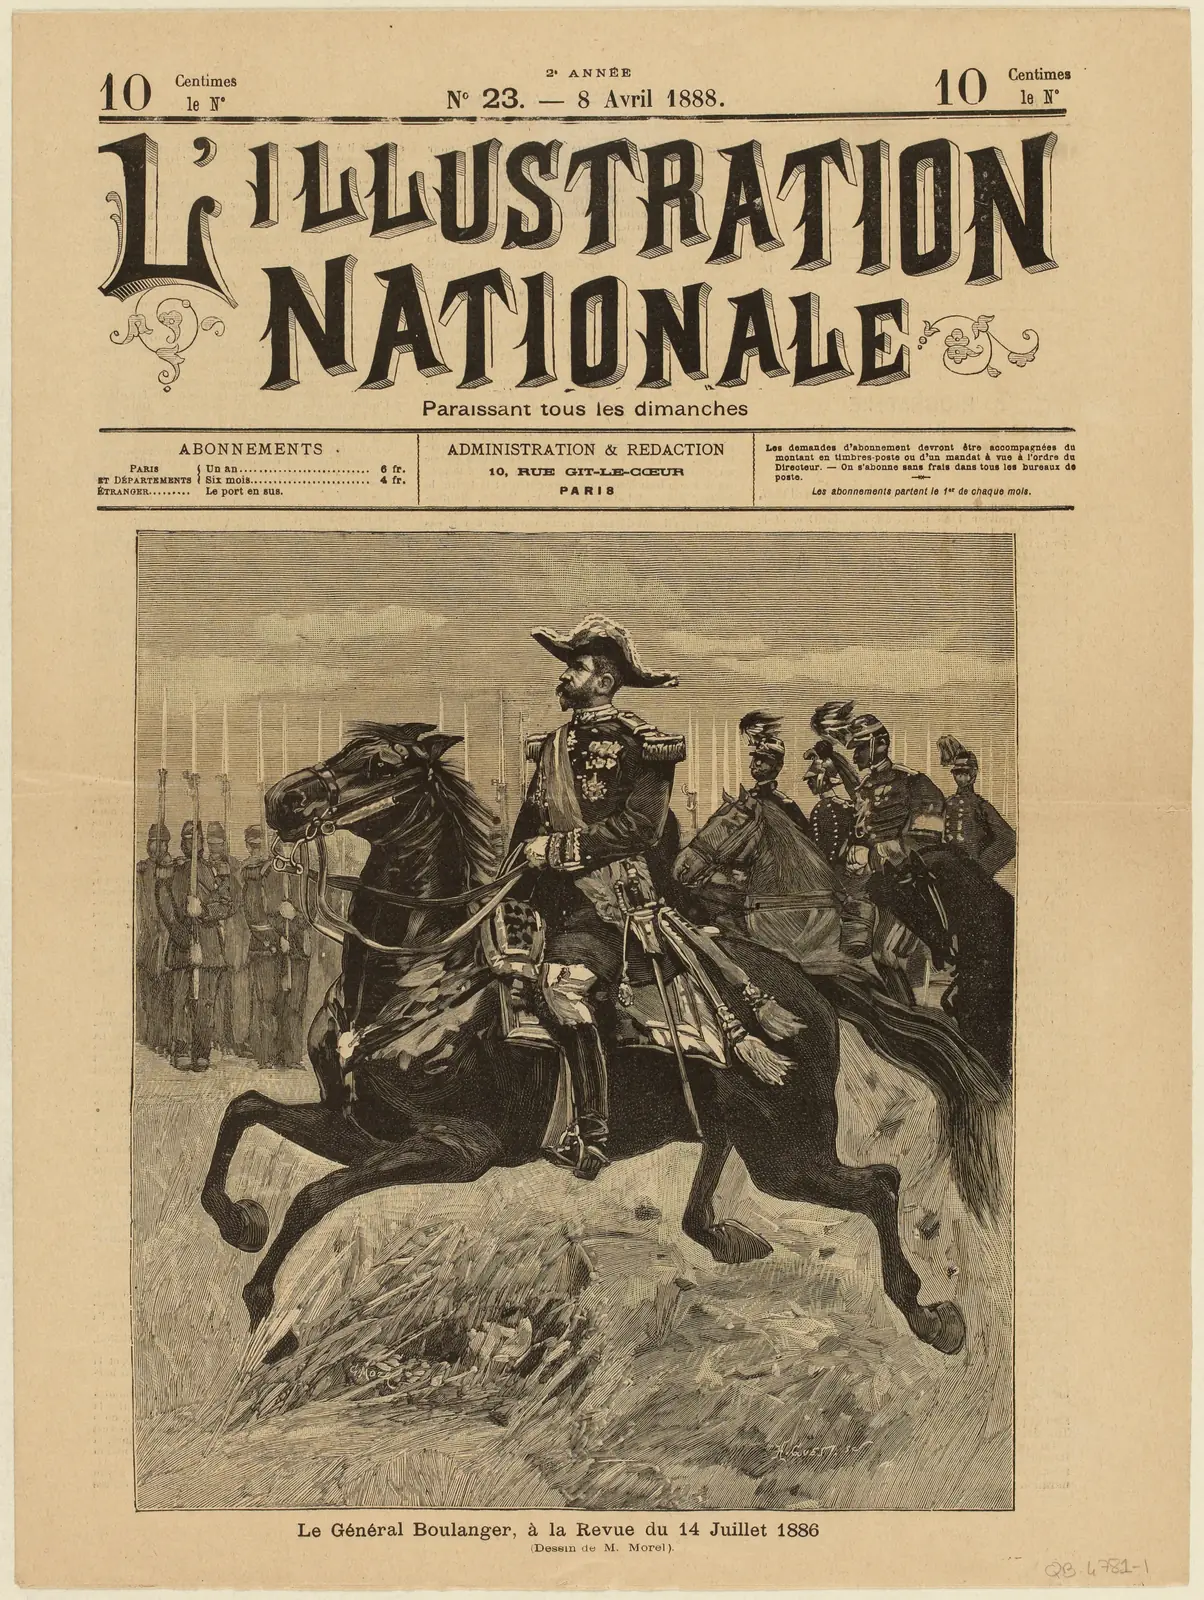 2e ANNÉE
10 Centimes le No
No 23. — 8 Avril 1888.
10 Centimes le No
L'ILLUSTRATION
NATIONALE
Paraissant tous les dimanches
ABONNEMENTS
PARIS ET DÉPARTEMENTS { Un an........................... 6 fr.
Six mois........................ 4 fr.
ÉTRANGER......... Le port en sus.
ADMINISTRATION & REDACTION
10, RUE GIT-LE-CŒUR
PARIS
Les demandes d'abonnement devront être accompagnées du
montant en timbres-poste ou d'un mandat à vue à l'ordre du
Directeur. — On s'abonne sans frais dans tous les bureaux de
poste.
Les abonnements partent le 1er de chaque mois.
Le Général Boulanger, à la Revue du 14 Juillet 1886
(Dessin de M. Morel).
QB 4781-1